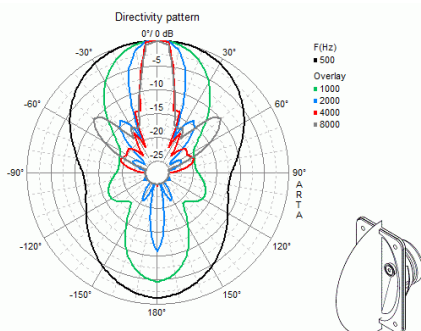 Directivity pattern
0°/ 0 dB
-30°
30°
-5
-10
-60°
60°
-15
-20
-25
-90°
90°
-120°
120°
-150°
150°
180°
A
R
T
A
F(Hz)
500
Overlay
1000
2000
4000
8000